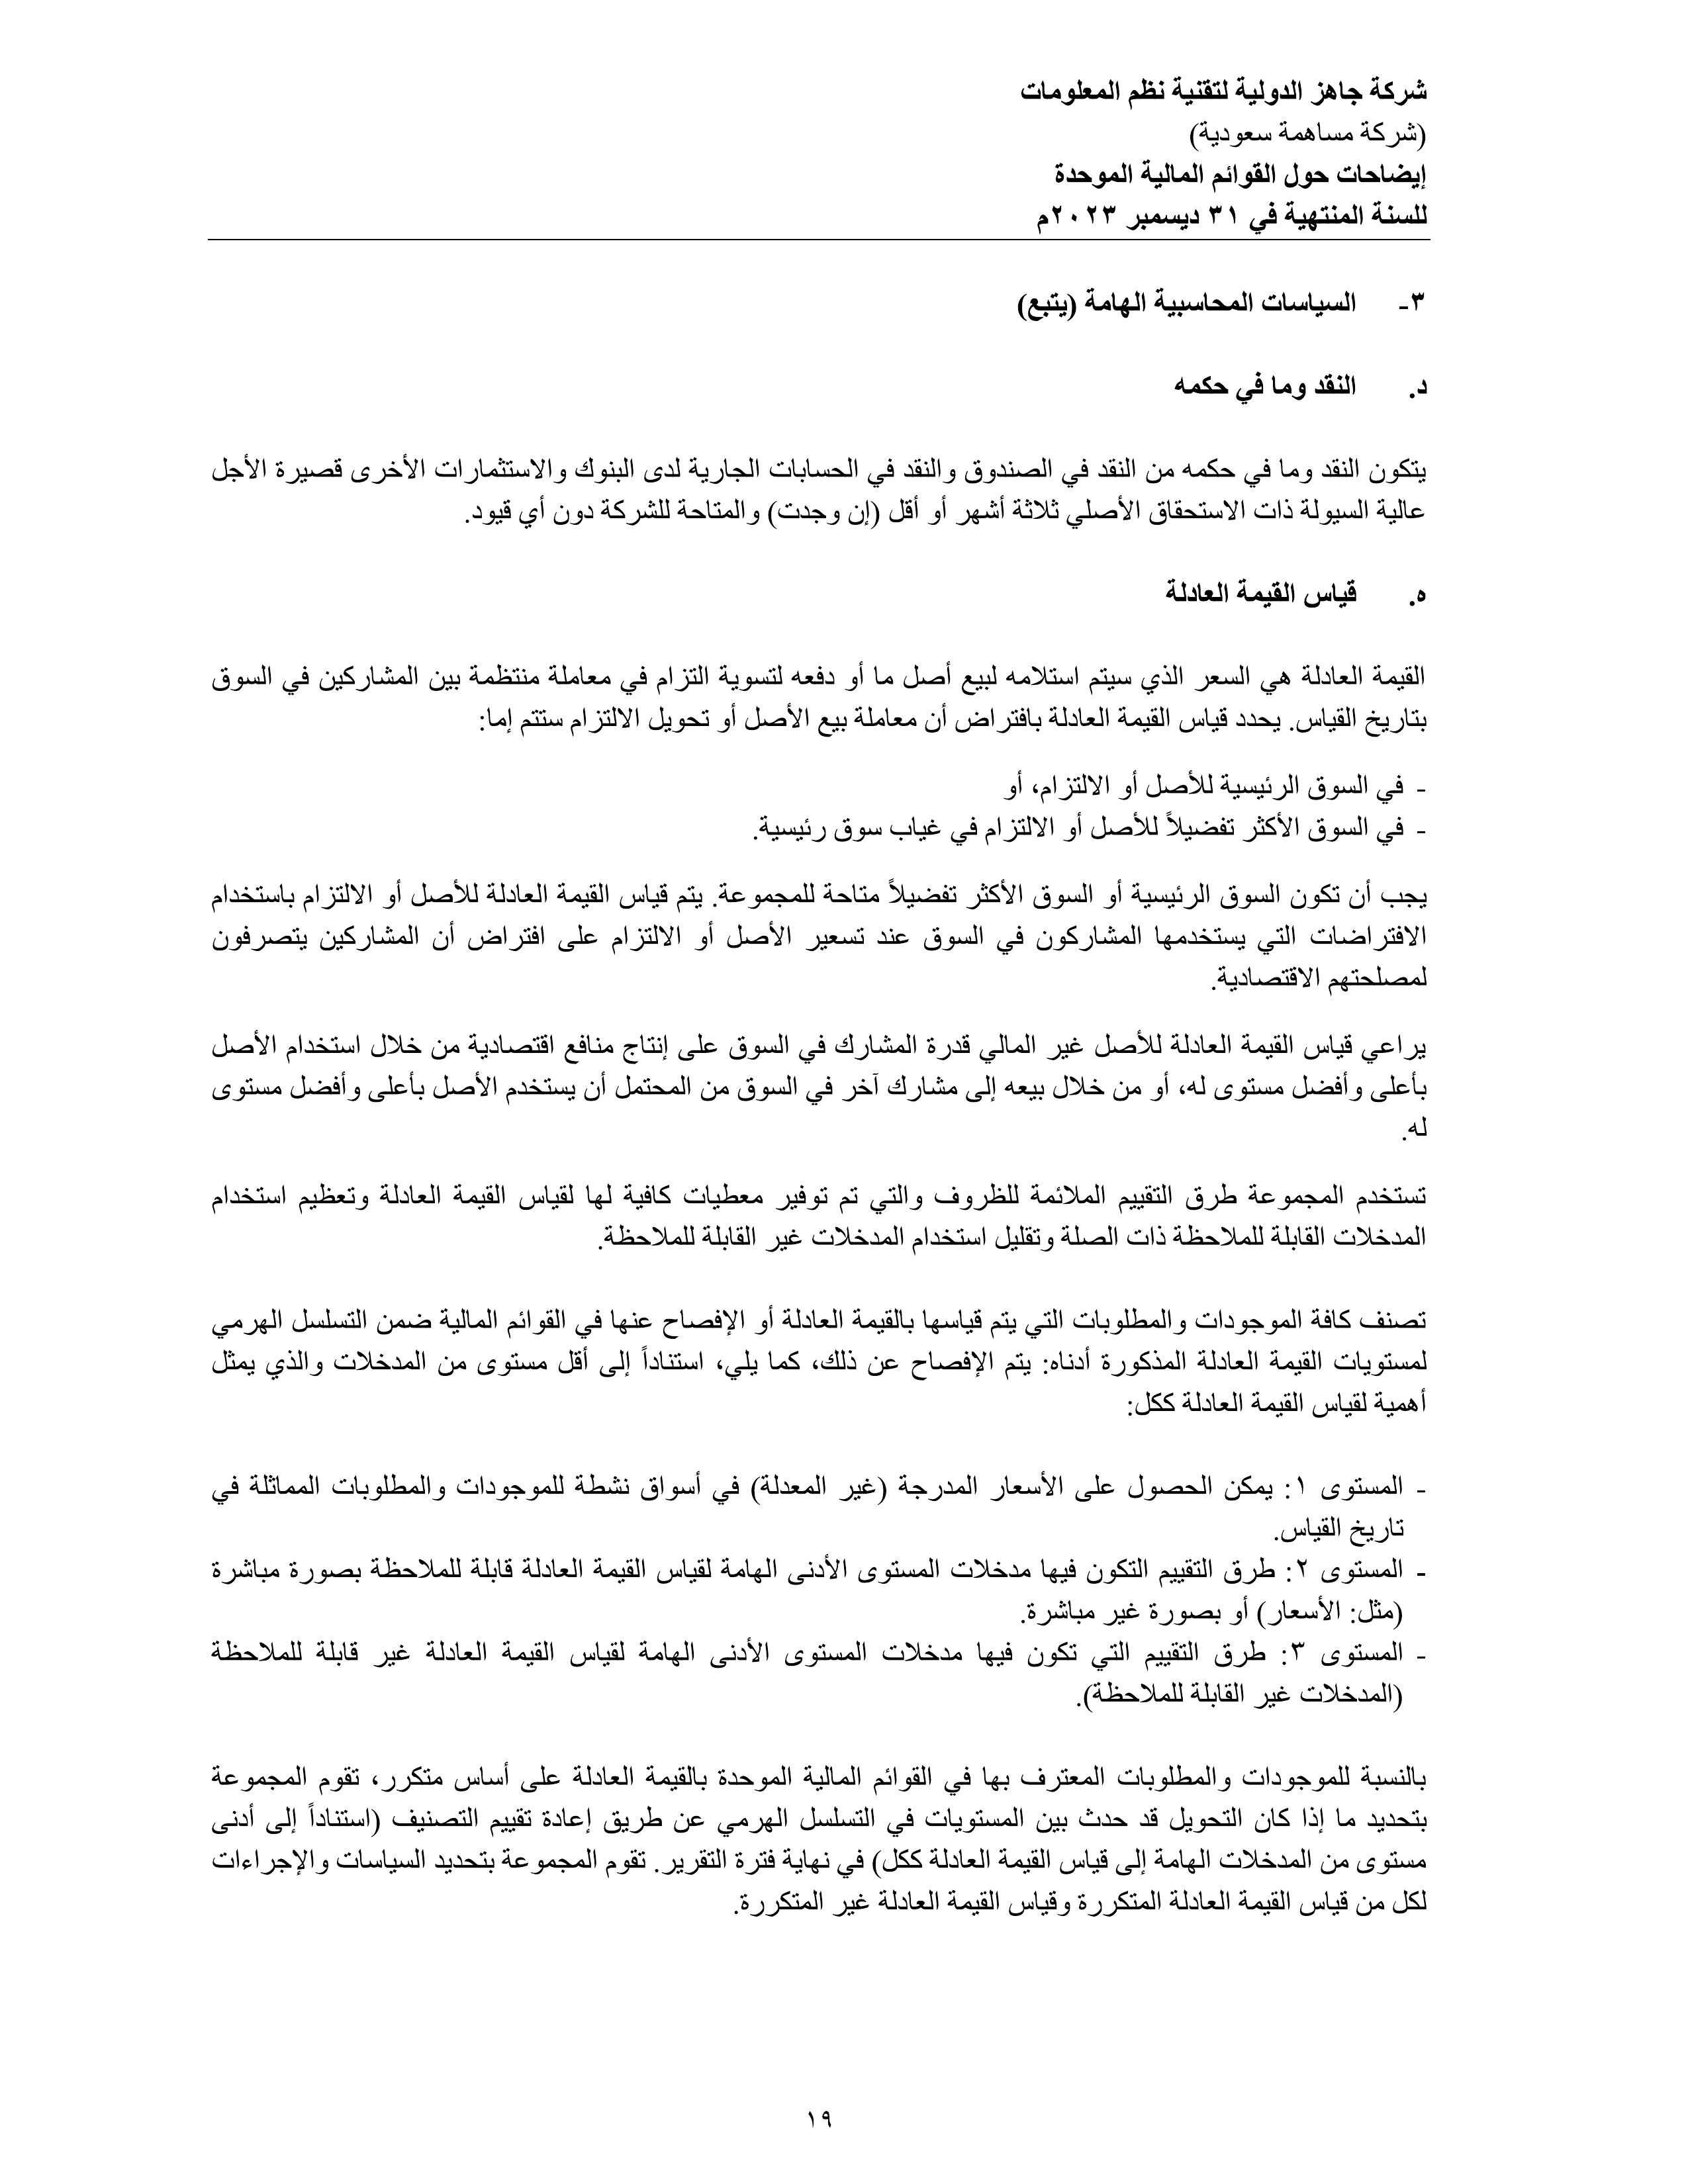 شركة جاهز الدولية لتقنية نظم المعلومات
(شركة مساهمة سعودية)
إيضاحات حول القوائم المالية الموحدة
للسنة المنتهية في ٣١ ديسمبر ٢٠٢٣م
٣- السياسات المحاسبية الهامة (يتبع)
د. النقد وما في حكمه
يتكون النقد وما في حكمه من النقد في الصندوق والنقد في الحسابات الجارية لدى البنوك والاستثمارات الأخرى قصيرة الأجل
عالية السيولة ذات الاستحقاق الأصلي ثلاثة أشهر أو أقل (إن وجدت) والمتاحة للشركة دون أي قيود.
ه. قياس القيمة العادلة
القيمة العادلة هي السعر الذي سيتم استلامه لبيع أصل ما أو دفعه لتسوية التزام في معاملة منتظمة بين المشاركين في السوق
بتاريخ القياس. يحدد قياس القيمة العادلة بافتراض أن معاملة بيع الأصل أو تحويل الالتزام ستتم إما:
- في السوق الرئيسية للأصل أو الالتزام، أو
- في السوق الأكثر تفضيلاً للأصل أو الالتزام في غياب سوق رئيسية.
يجب أن تكون السوق الرئيسية أو السوق الأكثر تفضيلاً متاحة للمجموعة. يتم قياس القيمة العادلة للأصل أو الالتزام باستخدام
الافتراضات التي يستخدمها المشاركون في السوق عند تسعير الأصل أو الالتزام على افتراض أن المشاركين يتصرفون
لمصلحتهم الاقتصادية.
يراعي قياس القيمة العادلة للأصل غير المالي قدرة المشارك في السوق على إنتاج منافع اقتصادية من خلال استخدام الأصل
بأعلى وأفضل مستوى له، أو من خلال بيعه إلى مشارك آخر في السوق من المحتمل أن يستخدم الأصل بأعلى وأفضل مستوى
له.
تستخدم المجموعة طرق التقييم الملائمة للظروف والتي تم توفير معطيات كافية لها لقياس القيمة العادلة وتعظيم استخدام
المدخلات القابلة للملاحظة ذات الصلة وتقليل استخدام المدخلات غير القابلة للملاحظة.
تصنف كافة الموجودات والمطلوبات التي يتم قياسها بالقيمة العادلة أو الإفصاح عنها في القوائم المالية ضمن التسلسل الهرمي
لمستويات القيمة العادلة المذكورة أدناه: يتم الإفصاح عن ذلك، كما يلي، استناداً إلى أقل مستوى من المدخلات والذي يمثل
أهمية لقياس القيمة العادلة ككل:
- المستوى ١: يمكن الحصول على الأسعار المدرجة (غير المعدلة) في أسواق نشطة للموجودات والمطلوبات المماثلة في
تاريخ القياس.
- المستوى ٢: طرق التقييم التكون فيها مدخلات المستوى الأدنى الهامة لقياس القيمة العادلة قابلة للملاحظة بصورة مباشرة
(مثل: الأسعار) أو بصورة غير مباشرة.
- المستوى ٣: طرق التقييم التي تكون فيها مدخلات المستوى الأدنى الهامة لقياس القيمة العادلة غير قابلة للملاحظة
(المدخلات غير القابلة للملاحظة).
بالنسبة للموجودات والمطلوبات المعترف بها في القوائم المالية الموحدة بالقيمة العادلة على أساس متكرر، تقوم المجموعة
بتحديد ما إذا كان التحويل قد حدث بين المستويات في التسلسل الهرمي عن طريق إعادة تقييم التصنيف (استناداً إلى أدنى
مستوى من المدخلات الهامة إلى قياس القيمة العادلة ككل) في نهاية فترة التقرير. تقوم المجموعة بتحديد السياسات والإجراءات
لكل من قياس القيمة العادلة المتكررة وقياس القيمة العادلة غير المتكررة.
١٩